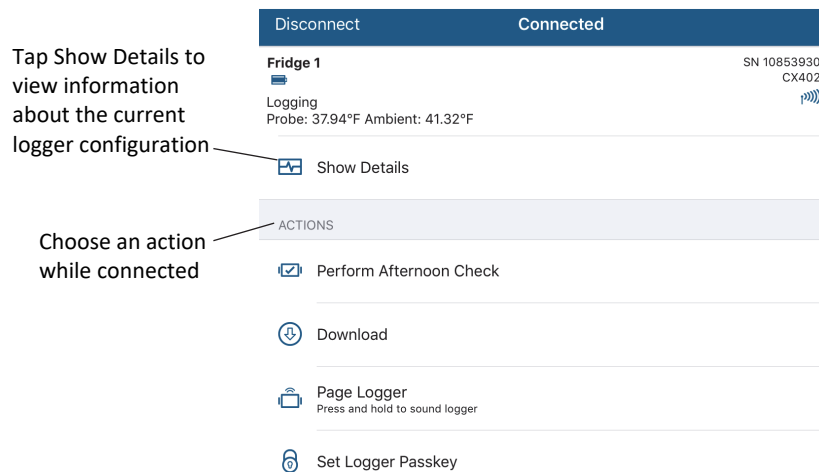 Disconnect
Connected
Tap Show Details to
view information
about the current
logger configuration
Fridge 1
SN 10853930
CX402
Logging
Probe: 37.94°F Ambient: 41.32°F
Show Details
ACTIONS
Choose an action
while connected
Perform Afternoon Check
Download
Page Logger
Press and hold to sound logger
Set Logger Passkey